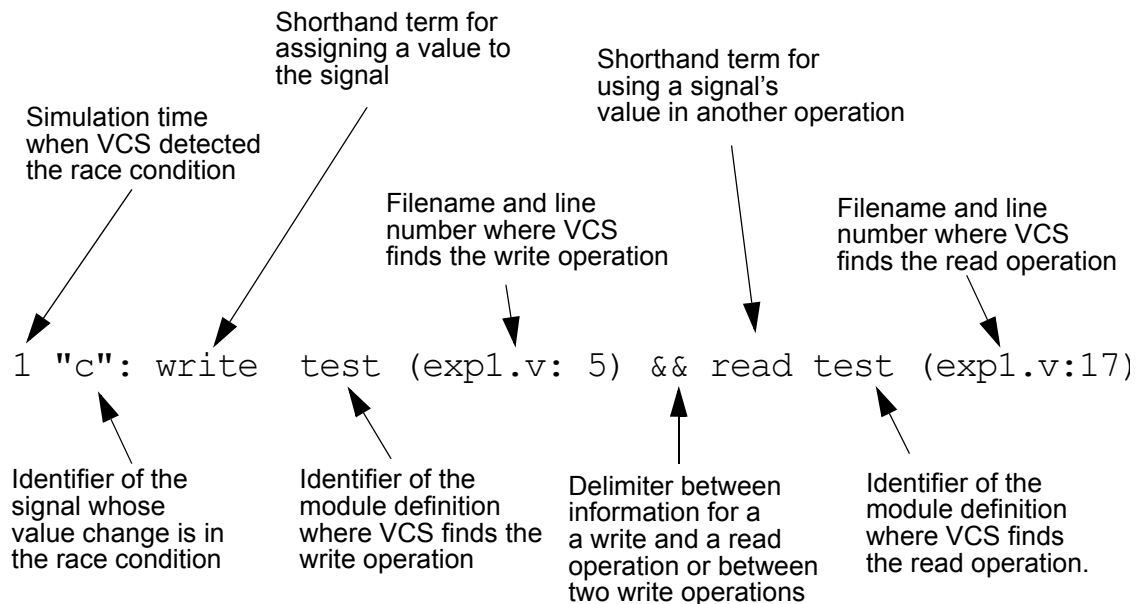 Shorthand term for
assigning a value to
the signal
Shorthand term for
using a signal's
value in another operation
Simulation time
when VCS detected
the race condition
Filename and line
number where VCS
finds the write operation
Filename and line
number where VCS
finds the read operation
1 "c": write  test (exp1.v: 5) && read test (exp1.v:17)
Identifier of the
signal whose
value change is in
the race condition
Identifier of the
module definition
where VCS finds the
write operation
Delimiter between
information for a
a write and a read
operation or between
two write operations
Identifier of the
module definition
where VCS finds
the read operation.